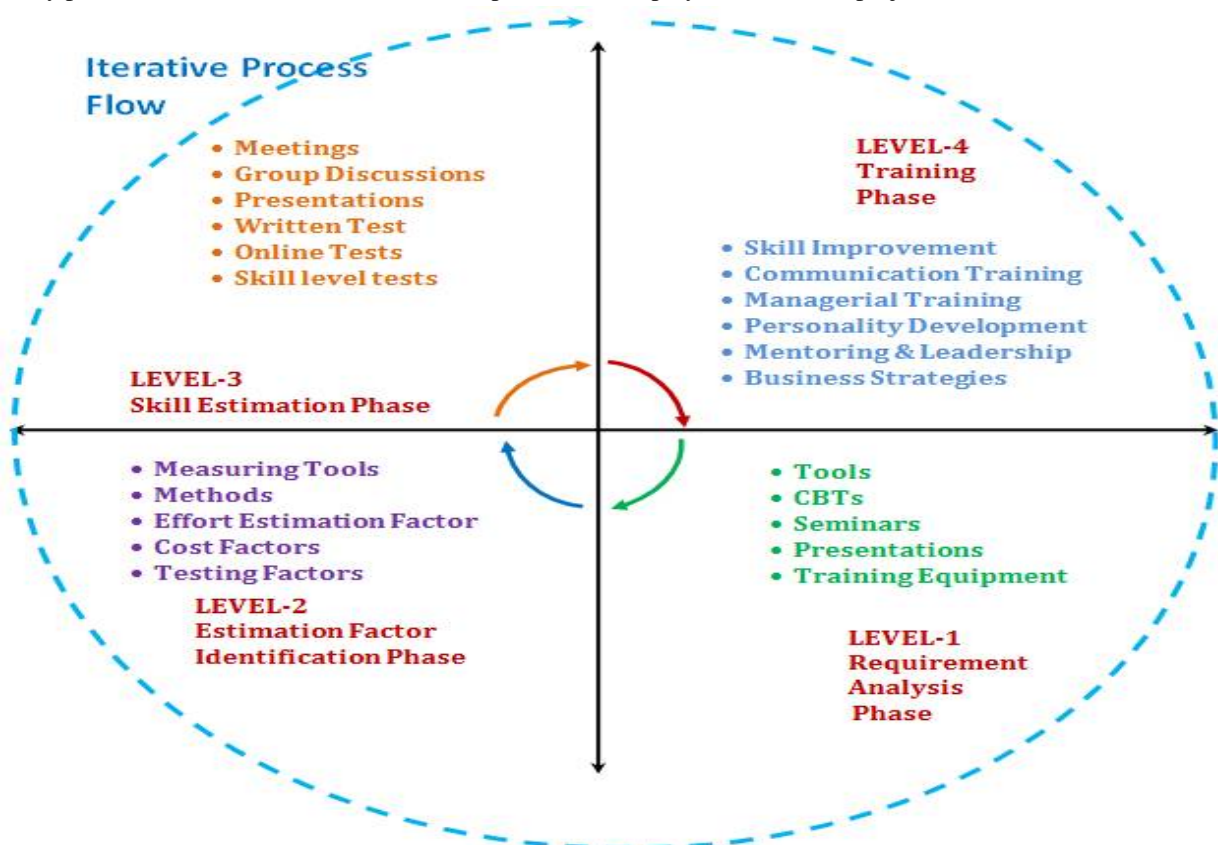 Iterative Process
Flow
• Meetings
• Group Discussions
• Presentations
• Written Test
• Online Tests
• Skill level tests
LEVEL-3
Skill Estimation Phase
LEVEL-4
Training
Phase
• Skill Improvement
• Communication Training
• Managerial Training
• Personality Development
• Mentoring & Leadership
• Business Strategies
• Measuring Tools
• Methods
• Effort Estimation Factor
• Cost Factors
• Testing Factors
LEVEL-2
Estimation Factor
Identification Phase
• Tools
• CBTs
• Seminars
• Presentations
• Training Equipment
LEVEL-1
Requirement
Analysis
Phase